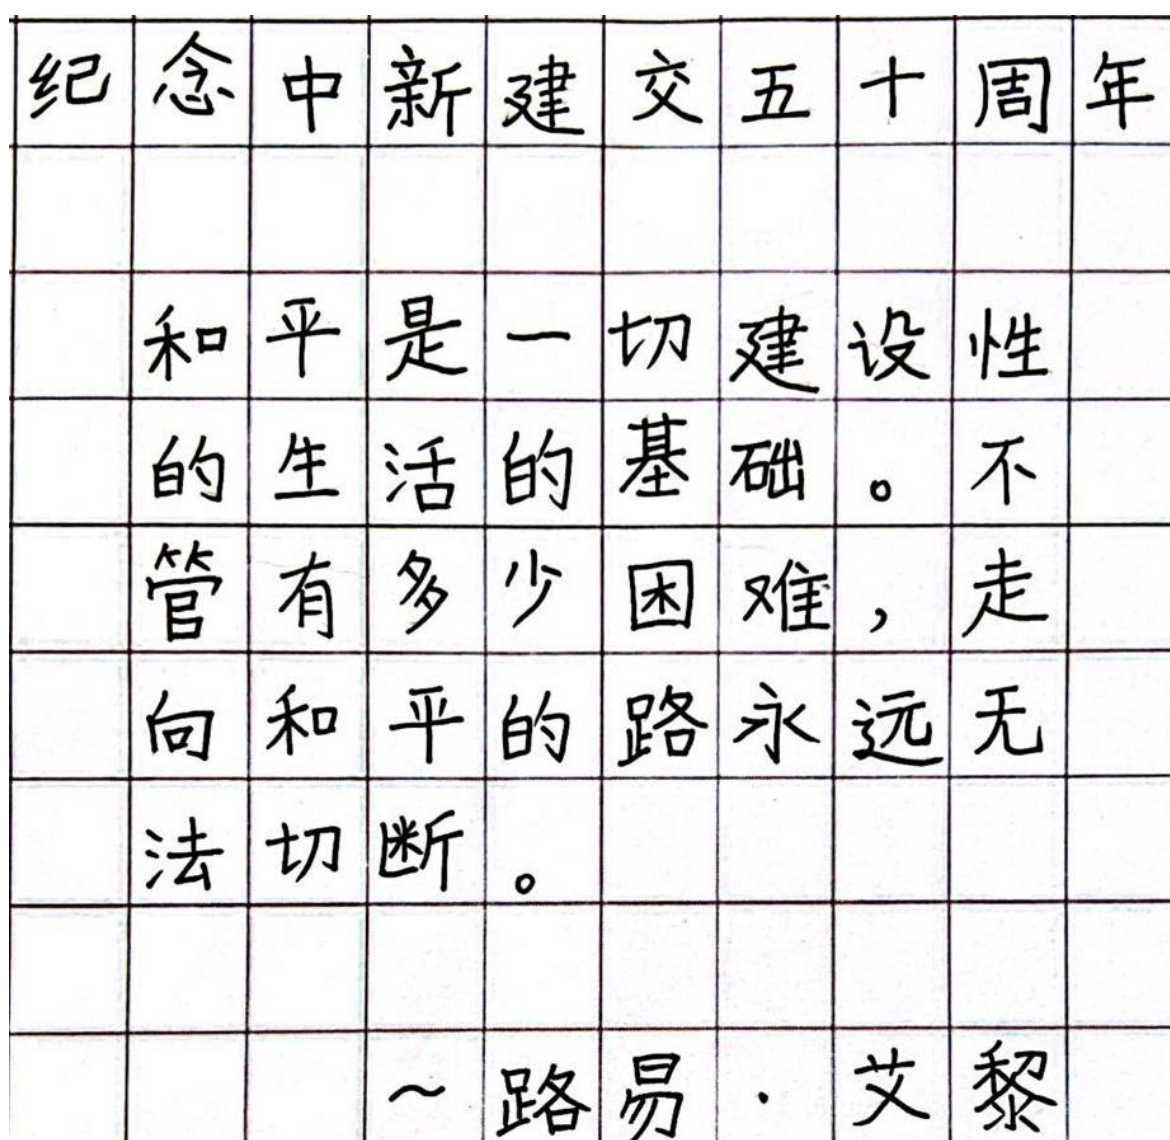 纪念中新建交五十周年
和平是一切建设性
的生活的基础。不
管有多少困难，走
向和平的路永远无
法切断。
~路易·艾黎